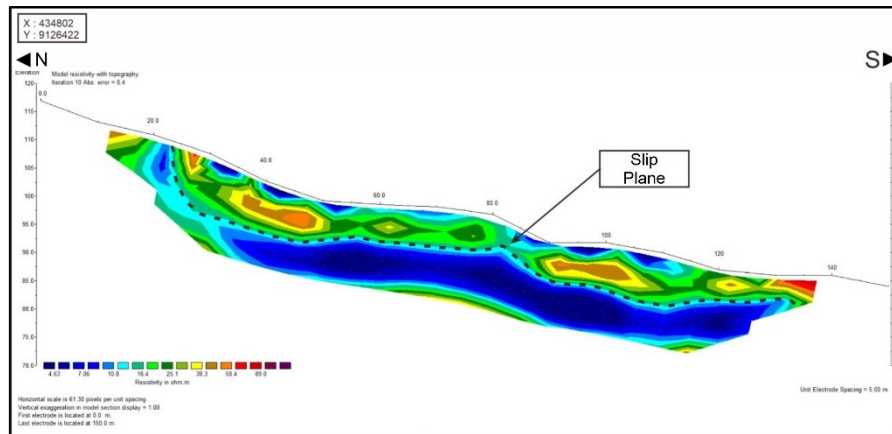 X : 434802
Y : 9126422
N
S
Elevation
Model resistivity with topography
Iteration 10 Abs. error = 8.4
120
115
110
105
100
95.0
90.0
85.0
80.0
75.0
70.0
0.0
20.0
40.0
60.0
80.0
100
120
140
Slip
Plane
4.63 7.06 10.8 16.4 25.1 38.3 58.4 89.0
Resistivity in ohm.m
Horizontal scale is 61.30 pixels per unit spacing
Vertical exaggeration in model section display = 1.00
First electrode is located at 0.0 m.
Last electrode is located at 150.0 m.
Unit Electrode Spacing = 5.00 m.